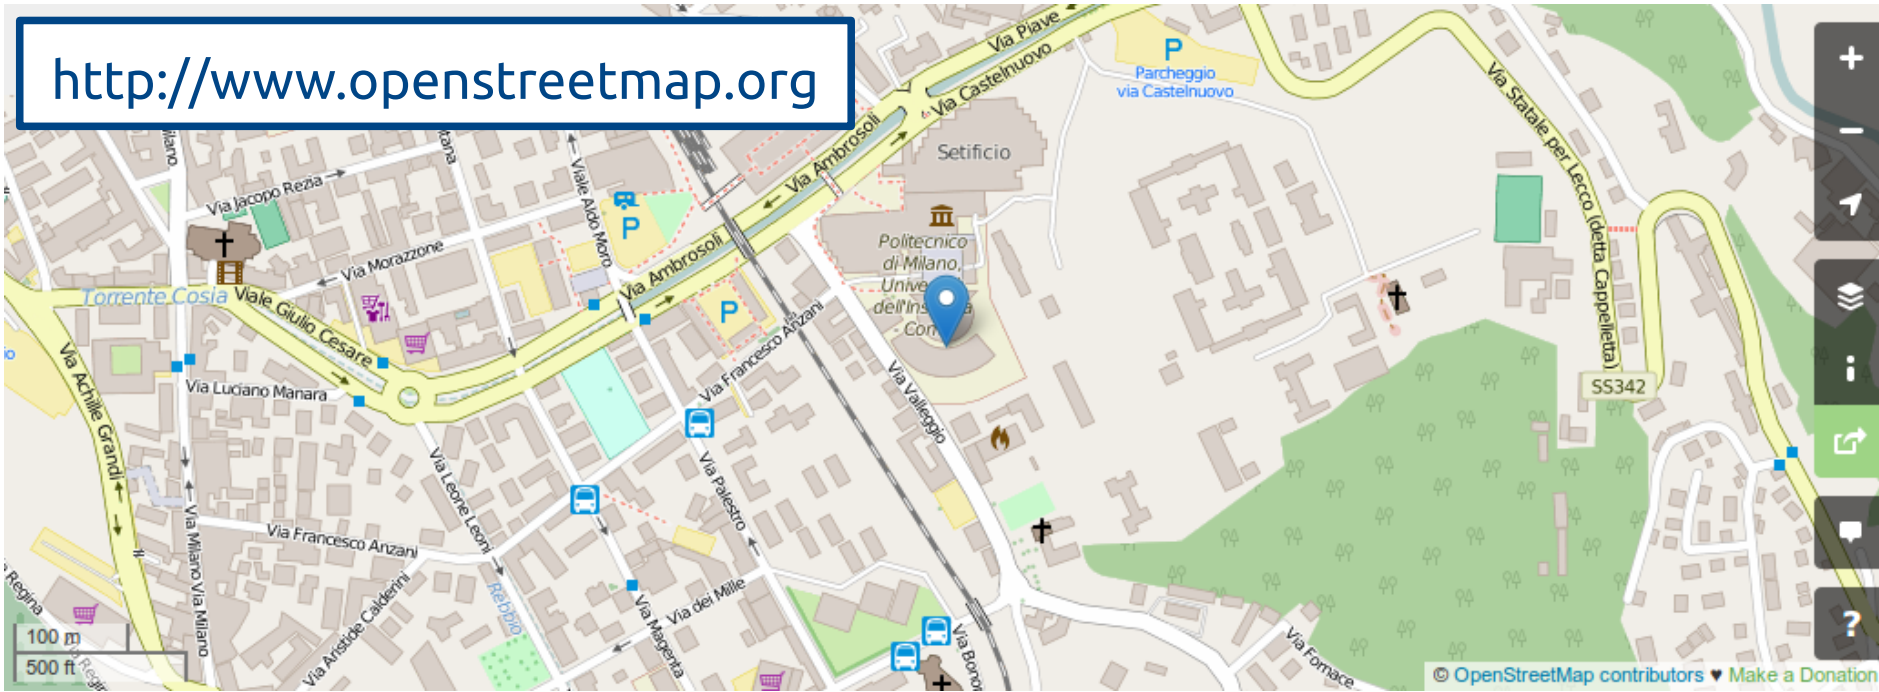 http://www.openstreetmap.org
Via Piave
Via Castelnuovo
P
Parcheggio
via Castelnuovo
Via Statale per Lecco (detta Cappelletta)
Via Ambrosoli
Setificio
Via Jacopo Rezia
Viale Aldo Moro
P
Politecnico
di Milano,
Via Morazzone
Via Ambrosoli
Torrente Cosia
Viale Giulio Cesare
P
Via Francesco Anzani
SS342
Via Achille Grandi
Via Luciano Manara
Via Valleggio
Via Leone Leoni
Via Palestro
Via Francesco Anzani
Via Milano
Via Milano
Via Aristide Calderini
Rebbio
Via dei Mille
Via Magenta
Via Fornace
100 m
500 ft
?
© OpenStreetMap contributors ♥ Make a Donation